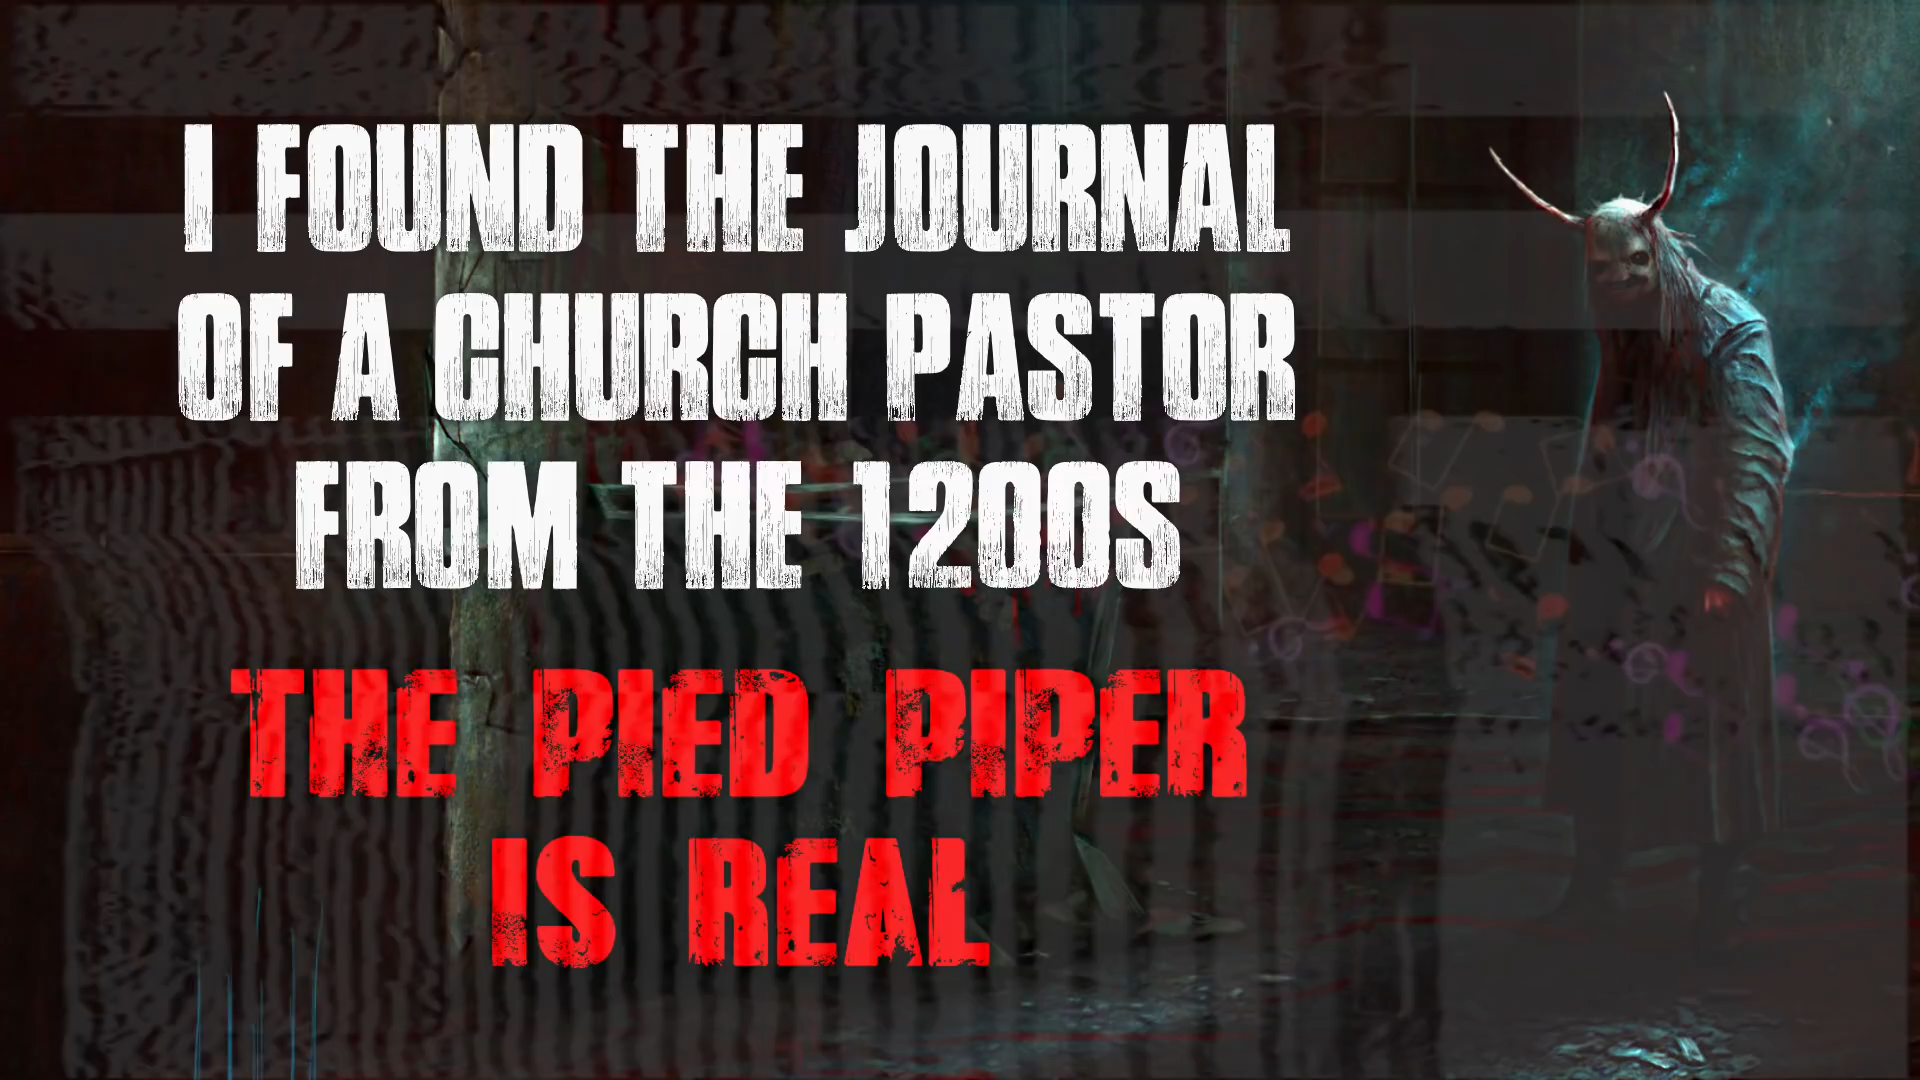 I FOUND THE JOURNAL
OF A CHURCH PASTOR
FROM THE 1200S
THE PIED PIPER
IS REAL